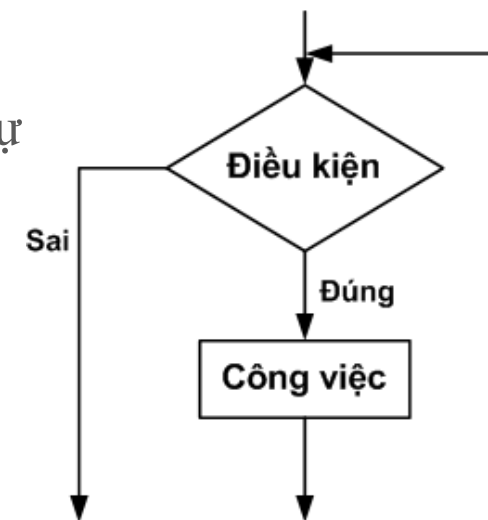 ự
Điều kiện
Sai
Đúng
Công việc